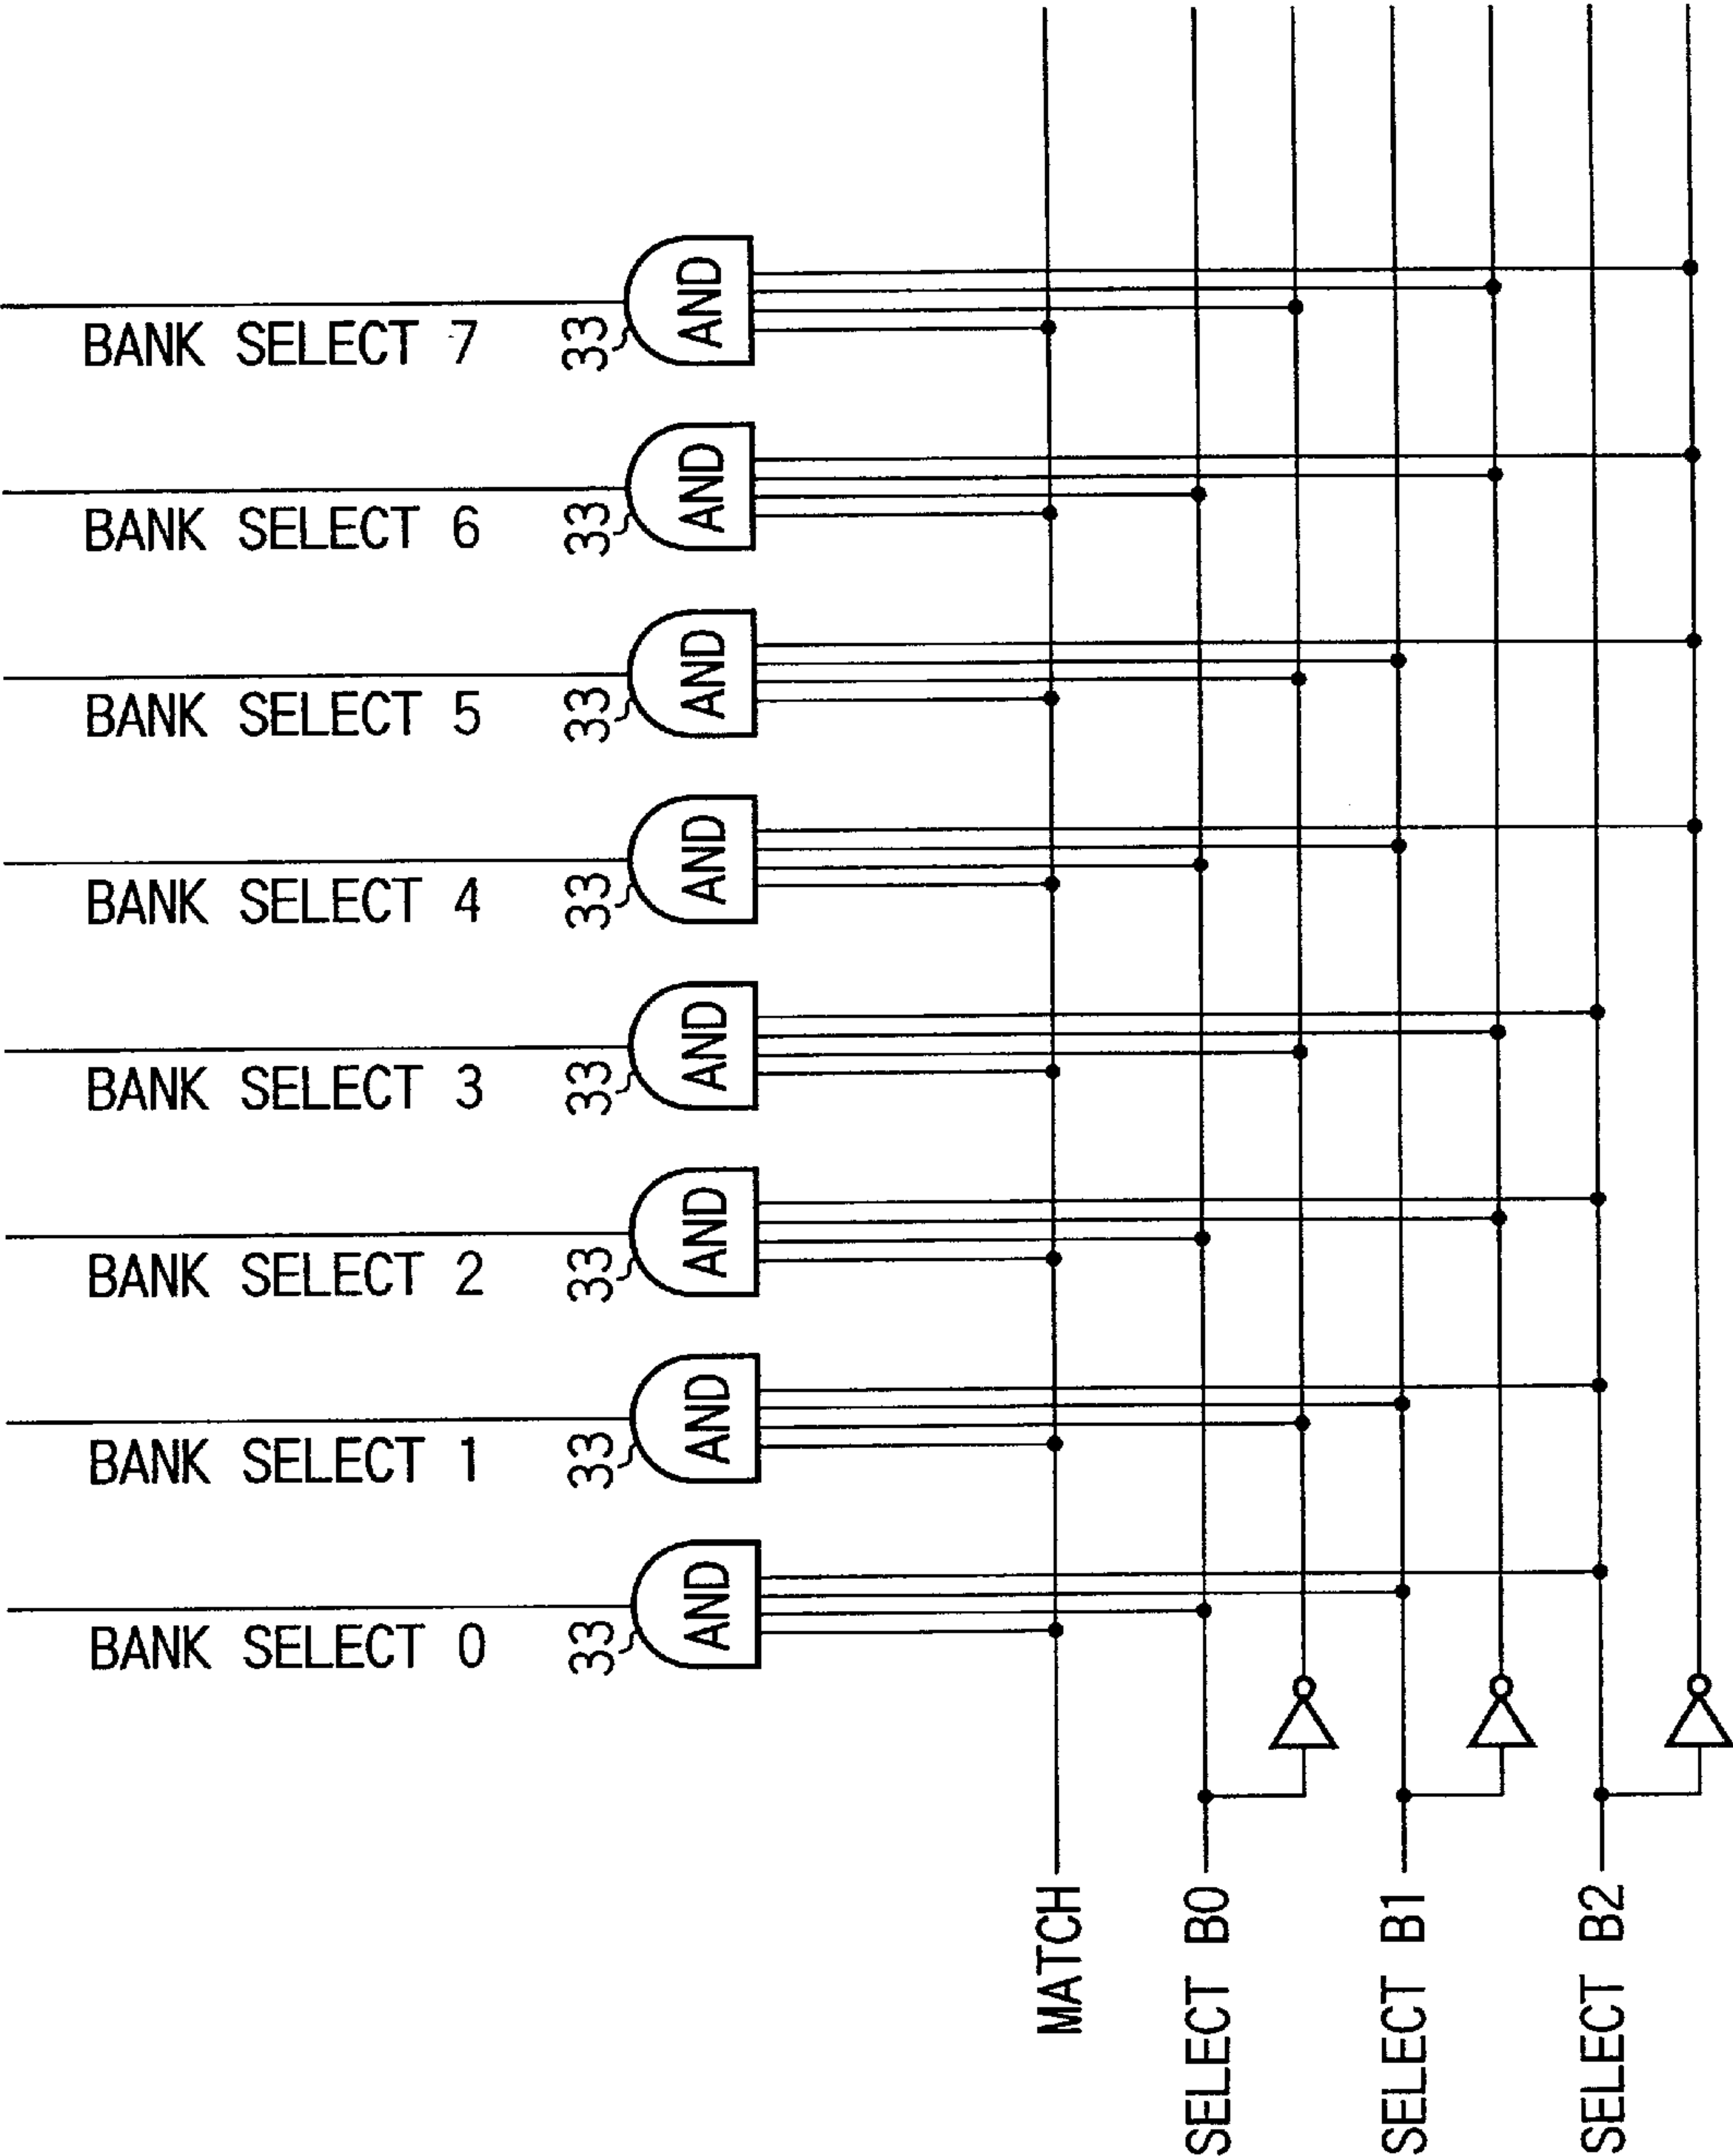 BANK SELECT 7
33
AND
BANK SELECT 6
33
AND
BANK SELECT 5
33
AND
BANK SELECT 4
33
AND
BANK SELECT 3
33
AND
BANK SELECT 2
33
AND
BANK SELECT 1
33
AND
BANK SELECT 0
33
AND
MATCH
SELECT B0
SELECT B1
SELECT B2